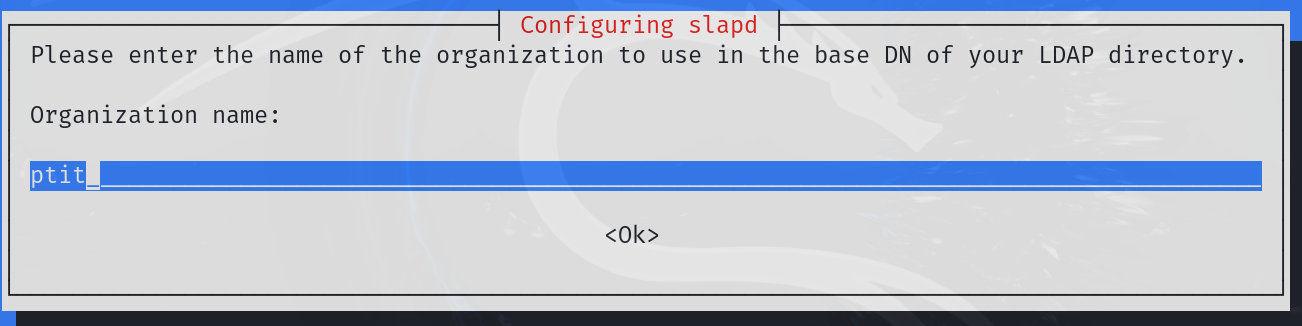 Configuring slapd
Please enter the name of the organization to use in the base DN of your LDAP directory.
Organization name:
ptit
<Ok>